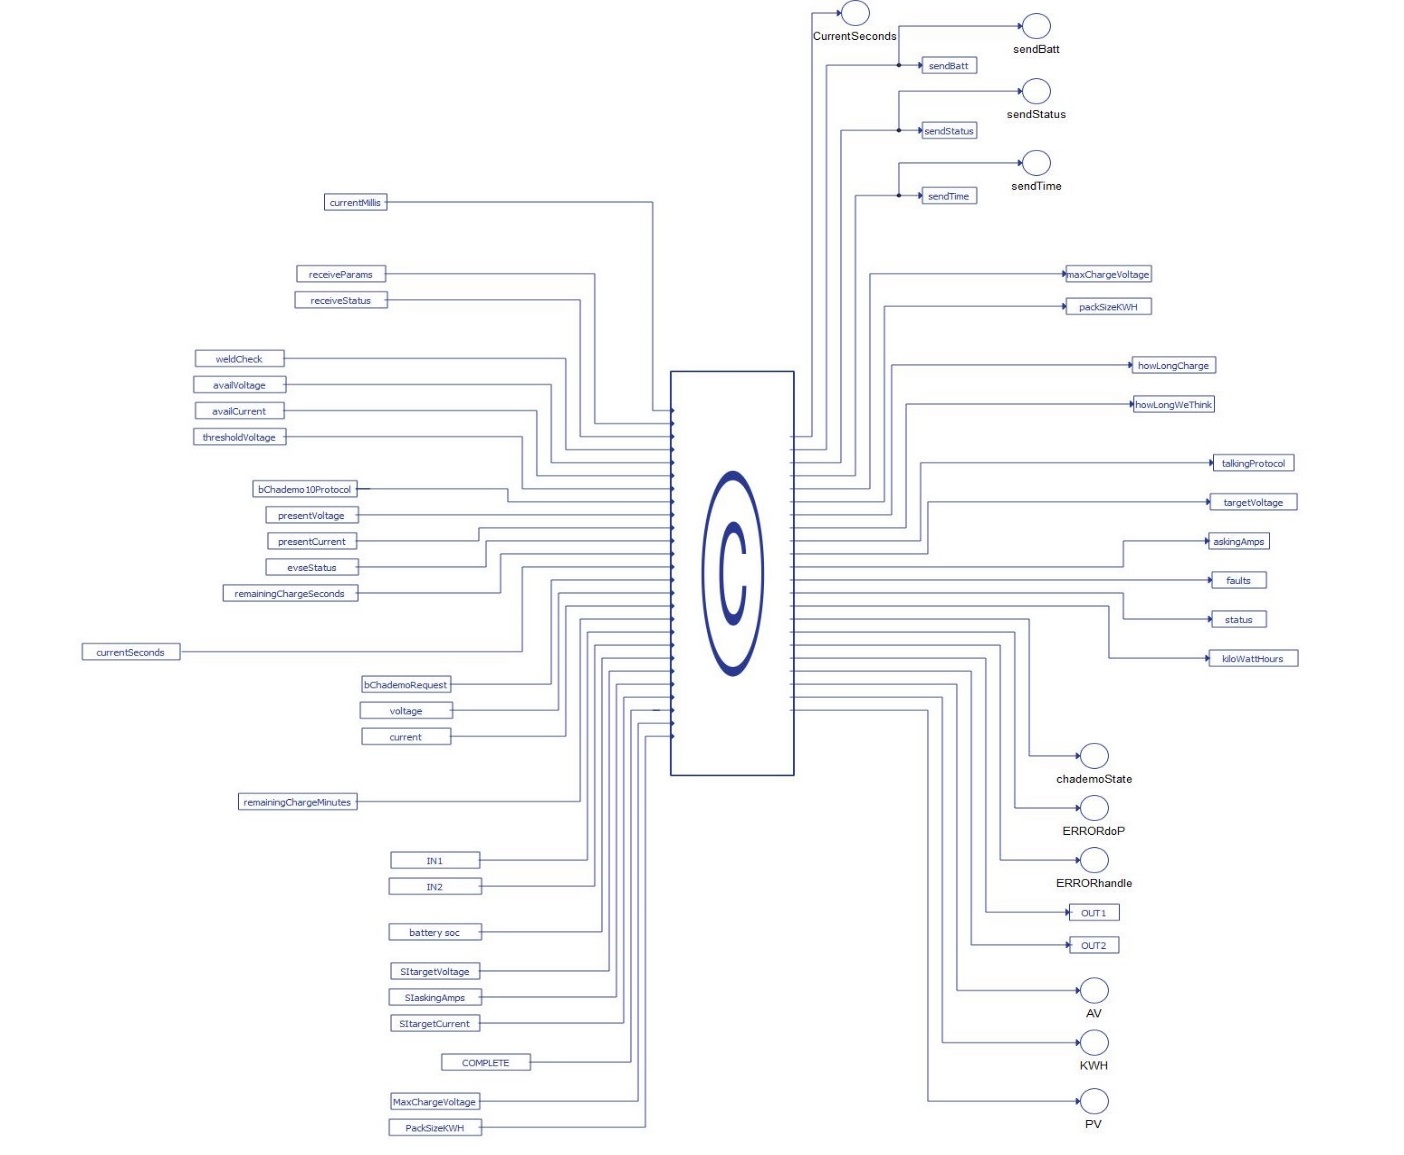 CurrentSeconds
sendBatt
sendBatt
sendStatus
sendStatus
sendTime
sendTime
currentMillis
receiveParams
receiveStatus
weldCheck
availVoltage
availCurrent
thresholdVoltage
bChademo10Protocol
presentVoltage
presentCurrent
evseStatus
remainingChargeSeconds
currentSeconds
bChademoRequest
voltage
current
remainingChargeMinutes
IN1
IN2
battery soc
SItargetVoltage
SIaskingAmps
SItargetCurrent
COMPLETE
MaxChargeVoltage
PackSizeKWH
C
maxChargeVoltage
packSizeKWH
howLongCharge
howLongWeThink
talkingProtocol
targetVoltage
askingAmps
faults
status
kiloWattHours
chademoState
ERRORdoP
ERRORhandle
OUT1
OUT2
AV
KWH
PV